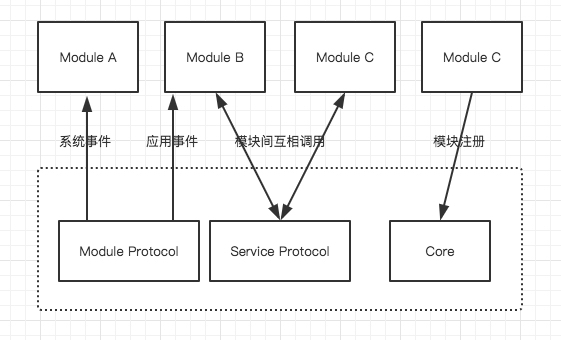 Module A
Module B
Module C
Module C
系统事件
应用事件
模块间互相调用
模块注册
Module Protocol
Service Protocol
Core